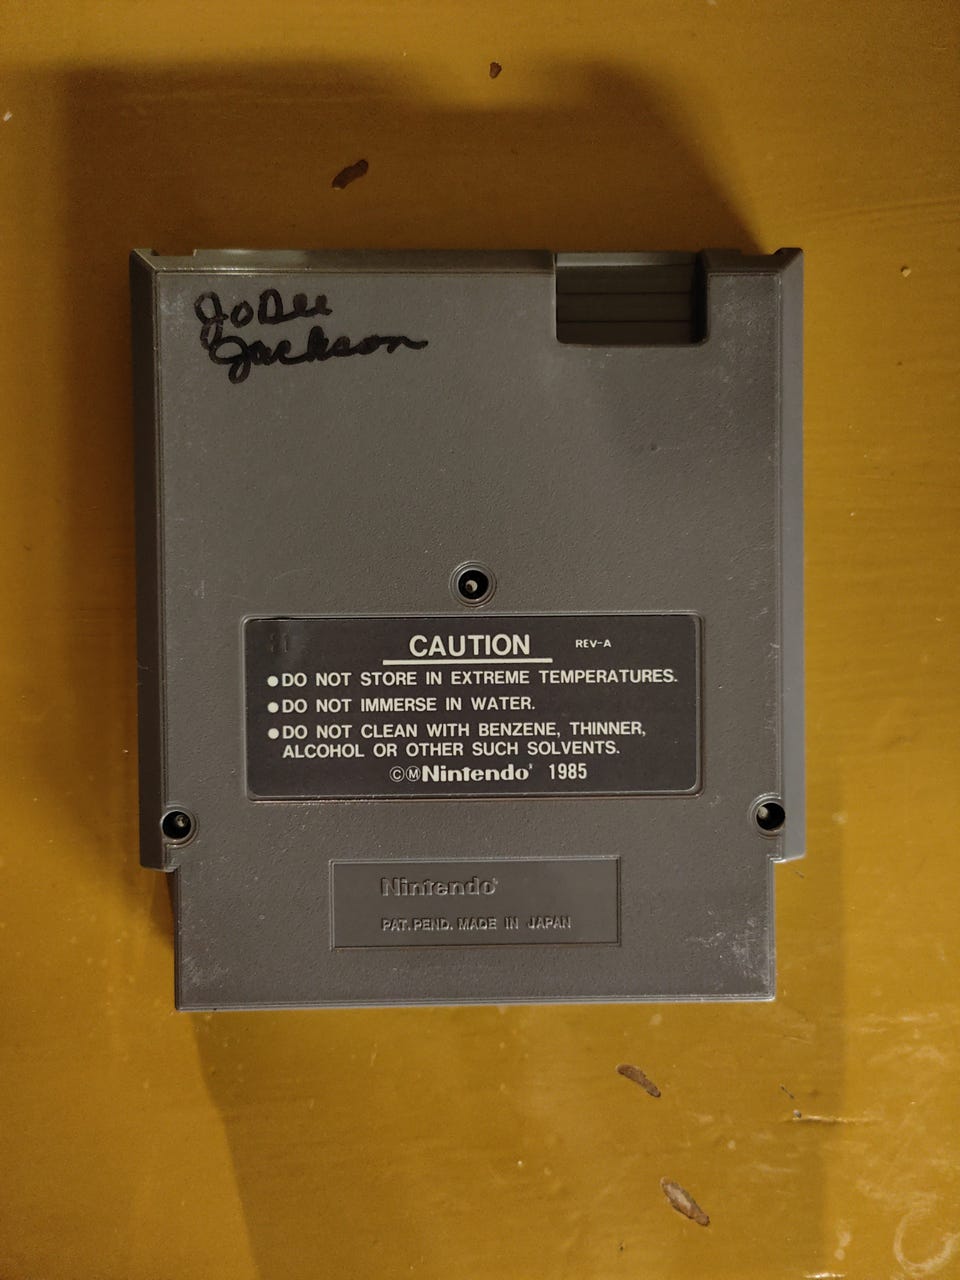 JoDee
Jackson
CAUTION REV-A
●DO NOT STORE IN EXTREME TEMPERATURES.
●DO NOT IMMERSE IN WATER.
●DO NOT CLEAN WITH BENZENE, THINNER,
ALCOHOL OR OTHER SUCH SOLVENTS.
©ⓂNintendo® 1985
Nintendo®
PAT. PEND. MADE IN JAPAN